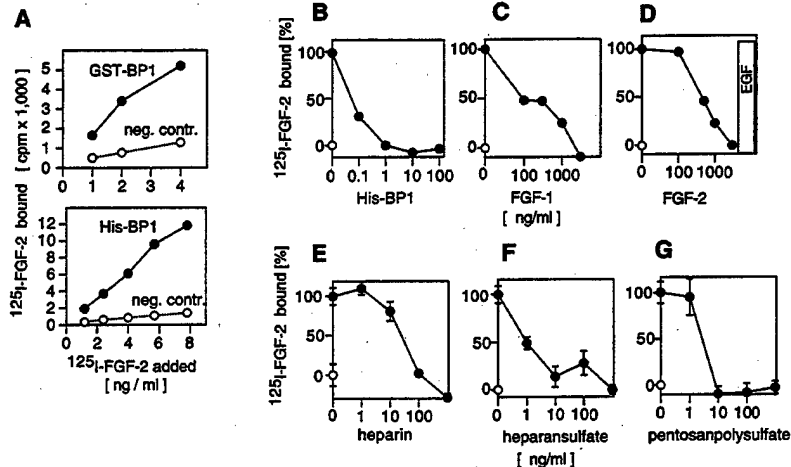 A
B
C
D
GST-BP1
neg. contr.
5
4
3
2
1
0
0 1 2 3 4
His-BP1
neg. contr.
12
10
8
6
4
2
0
0 2 4 6 8
125I-FGF-2 bound [ cpm x 1,000 ]
125I-FGF-2 added
[ ng / ml ]
125I-FGF-2 bound [%]
100
50
0
0 0.1 1 10 100
His-BP1
100
50
0
0 100 1000
FGF-1
[ ng/ml ]
100
50
0
0 100 1000
FGF-2
EGF
E
F
G
125I-FGF-2 bound [%]
100
50
0
0 1 10 100
heparin
100
50
0
0 1 10 100
heparansulfate
[ ng/ml ]
100
50
0
0 1 10 100
pentosanpolysulfate